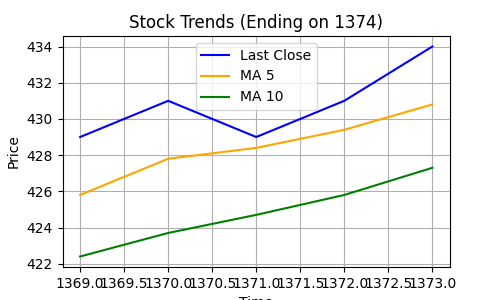 Stock Trends (Ending on 1374)
Last Close
MA 5
MA 10
Price
434
432
430
428
426
424
422
1369.0 1369.5 1370.0 1370.5 1371.0 1371.5 1372.0 1372.5 1373.0
Time